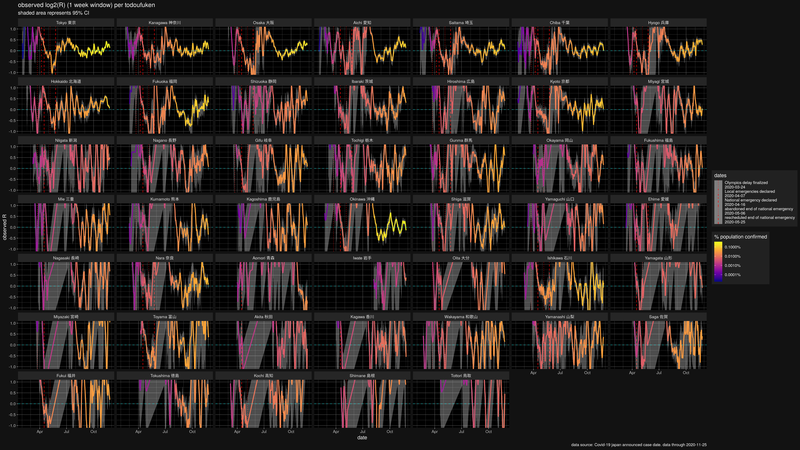 observed log2(R) (1 week window) per todoufuken
shaded area represents 95% CI
Tokyo 東京
Kanagawa 神奈川
Osaka 大阪
Aichi 愛知
Saitama 埼玉
Chiba 千葉
Hyogo 兵庫
Hokkaido 北海道
Fukuoka 福岡
Shizuoka 静岡
Ibaraki 茨城
Hiroshima 広島
Kyoto 京都
Miyagi 宮城
Niigata 新潟
Nagano 長野
Gifu 岐阜
Tochigi 栃木
Gunma 群馬
Okayama 岡山
Fukushima 福島
Mie 三重
Kumamoto 熊本
Kagoshima 鹿児島
Okinawa 沖縄
Shiga 滋賀
Yamaguchi 山口
Ehime 愛媛
Nagasaki 長崎
Nara 奈良
Aomori 青森
Iwate 岩手
Oita 大分
Ishikawa 石川
Yamagata 山形
Miyazaki 宮崎
Toyama 富山
Akita 秋田
Kagawa 香川
Wakayama 和歌山
Yamanashi 山梨
Saga 佐賀
Fukui 福井
Tokushima 徳島
Kochi 高知
Shimane 島根
Tottori 鳥取
observed R
date
Apr Jul Oct
dates
Olympics delay finalized
2020-03-24
Local emergencies declared
2020-04-07
National emergency declared
2020-04-16
abandoned end of national emergency
2020-05-06
rescheduled end of national emergency
2020-05-25
% population confirmed
0.1000%
0.0100%
0.0010%
0.0001%
data source: Covid-19 japan announced case date. data through 2020-11-25